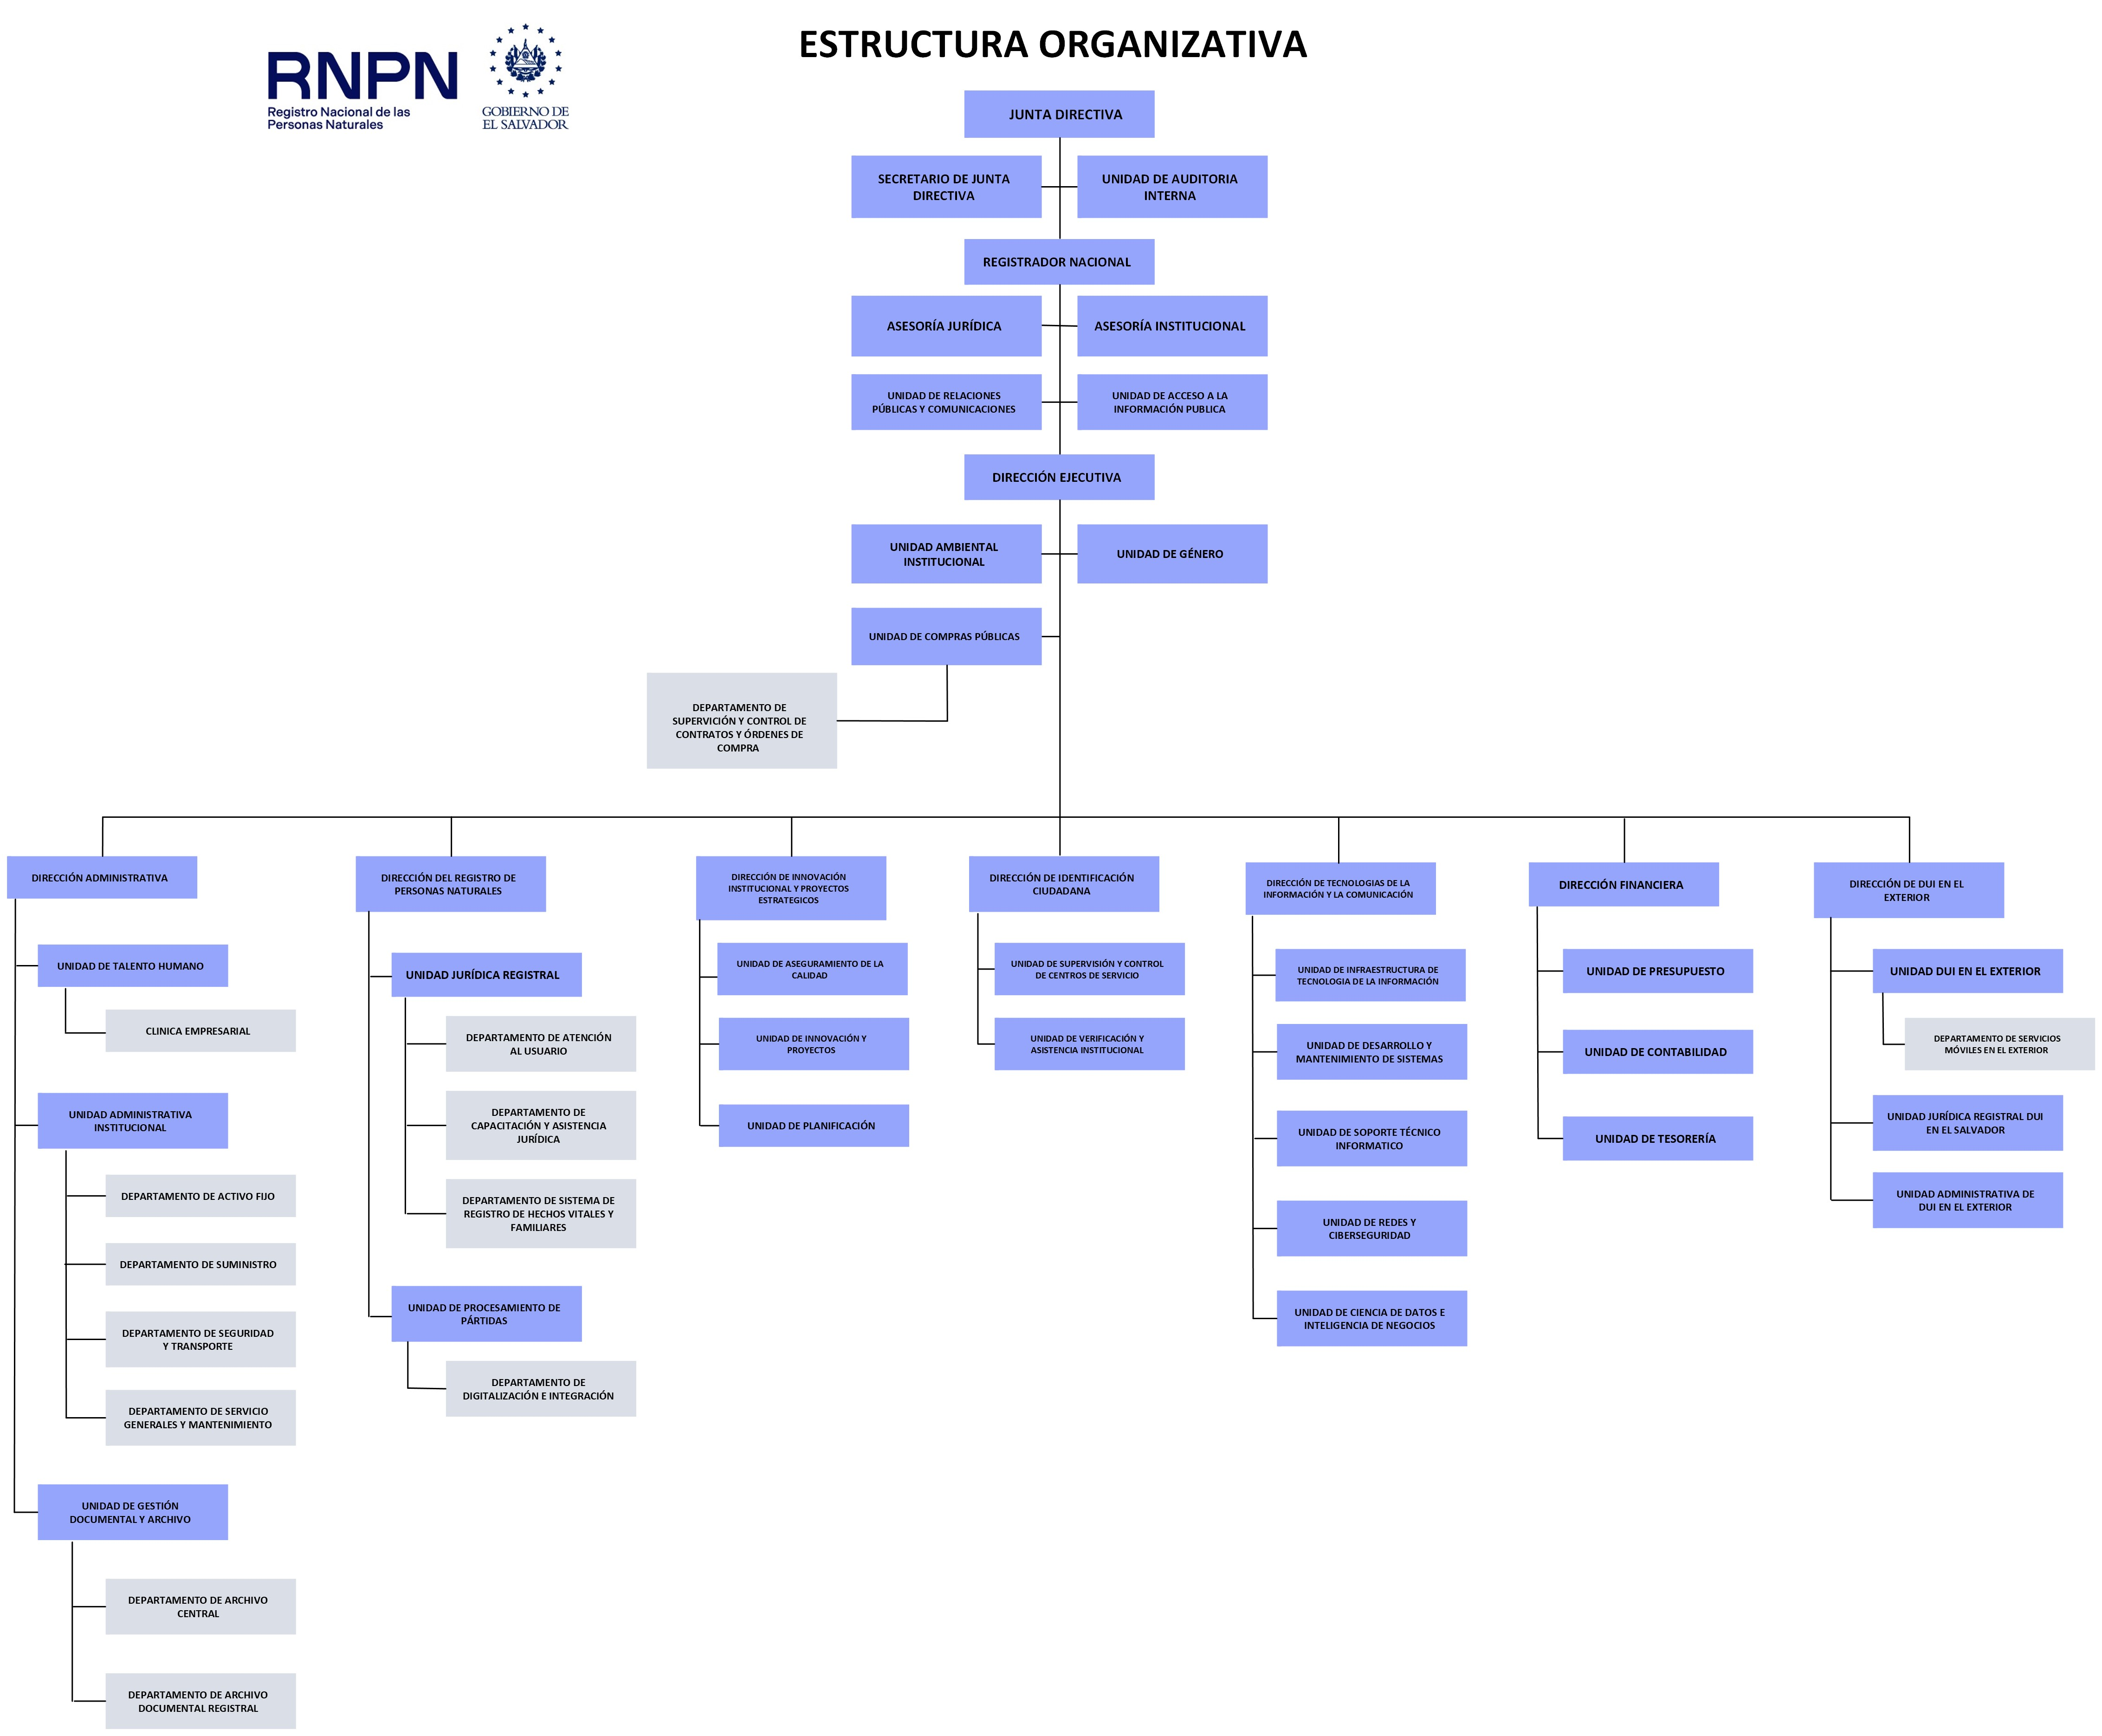 ESTRUCTURA ORGANIZATIVA
RNPN
Registro Nacional de las
Personas Naturales
GOBIERNO DE
EL SALVADOR
JUNTA DIRECTIVA
SECRETARIO DE JUNTA
DIRECTIVA
UNIDAD DE AUDITORIA
INTERNA
REGISTRADOR NACIONAL
ASESORÍA JURÍDICA
ASESORÍA INSTITUCIONAL
UNIDAD DE RELACIONES
PÚBLICAS Y COMUNICACIONES
UNIDAD DE ACCESO A LA
INFORMACIÓN PUBLICA
DIRECCIÓN EJECUTIVA
UNIDAD AMBIENTAL
INSTITUCIONAL
UNIDAD DE GÉNERO
UNIDAD DE COMPRAS PÚBLICAS
DEPARTAMENTO DE
SUPERVICIÓN Y CONTROL DE
CONTRATOS Y ÓRDENES DE
COMPRA
DIRECCIÓN ADMINISTRATIVA
UNIDAD DE TALENTO HUMANO
CLINICA EMPRESARIAL
UNIDAD ADMINISTRATIVA
INSTITUCIONAL
DEPARTAMENTO DE ACTIVO FIJO
DEPARTAMENTO DE SUMINISTRO
DEPARTAMENTO DE SEGURIDAD
Y TRANSPORTE
DEPARTAMENTO DE SERVICIO
GENERALES Y MANTENIMIENTO
UNIDAD DE GESTIÓN
DOCUMENTAL Y ARCHIVO
DEPARTAMENTO DE ARCHIVO
CENTRAL
DEPARTAMENTO DE ARCHIVO
DOCUMENTAL REGISTRAL
DIRECCIÓN DEL REGISTRO DE
PERSONAS NATURALES
UNIDAD JURÍDICA REGISTRAL
DEPARTAMENTO DE ATENCIÓN
AL USUARIO
DEPARTAMENTO DE
CAPACITACIÓN Y ASISTENCIA
JURÍDICA
DEPARTAMENTO DE SISTEMA DE
REGISTRO DE HECHOS VITALES Y
FAMILIARES
UNIDAD DE PROCESAMIENTO DE
PÁRTIDAS
DEPARTAMENTO DE
DIGITALIZACIÓN E INTEGRACIÓN
DIRECCIÓN DE INNOVACIÓN
INSTITUCIONAL Y PROYECTOS
ESTRATEGICOS
UNIDAD DE ASEGURAMIENTO DE LA
CALIDAD
UNIDAD DE INNOVACIÓN Y
PROYECTOS
UNIDAD DE PLANIFICACIÓN
DIRECCIÓN DE IDENTIFICACIÓN
CIUDADANA
UNIDAD DE SUPERVISIÓN Y CONTROL
DE CENTROS DE SERVICIO
UNIDAD DE VERIFICACIÓN Y
ASISTENCIA INSTITUCIONAL
DIRECCIÓN DE TECNOLOGIAS DE LA
INFORMACIÓN Y LA COMUNICACIÓN
UNIDAD DE INFRAESTRUCTURA DE
TECNOLOGIA DE LA INFORMACIÓN
UNIDAD DE DESARROLLO Y
MANTENIMIENTO DE SISTEMAS
UNIDAD DE SOPORTE TÉCNICO
INFORMATICO
UNIDAD DE REDES Y
CIBERSEGURIDAD
UNIDAD DE CIENCIA DE DATOS E
INTELIGENCIA DE NEGOCIOS
DIRECCIÓN FINANCIERA
UNIDAD DE PRESUPUESTO
UNIDAD DE CONTABILIDAD
UNIDAD DE TESORERÍA
DIRECCIÓN DE DUI EN EL
EXTERIOR
UNIDAD DUI EN EL EXTERIOR
DEPARTAMENTO DE SERVICIOS
MÓVILES EN EL EXTERIOR
UNIDAD JURÍDICA REGISTRAL DUI
EN EL SALVADOR
UNIDAD ADMINISTRATIVA DE
DUI EN EL EXTERIOR